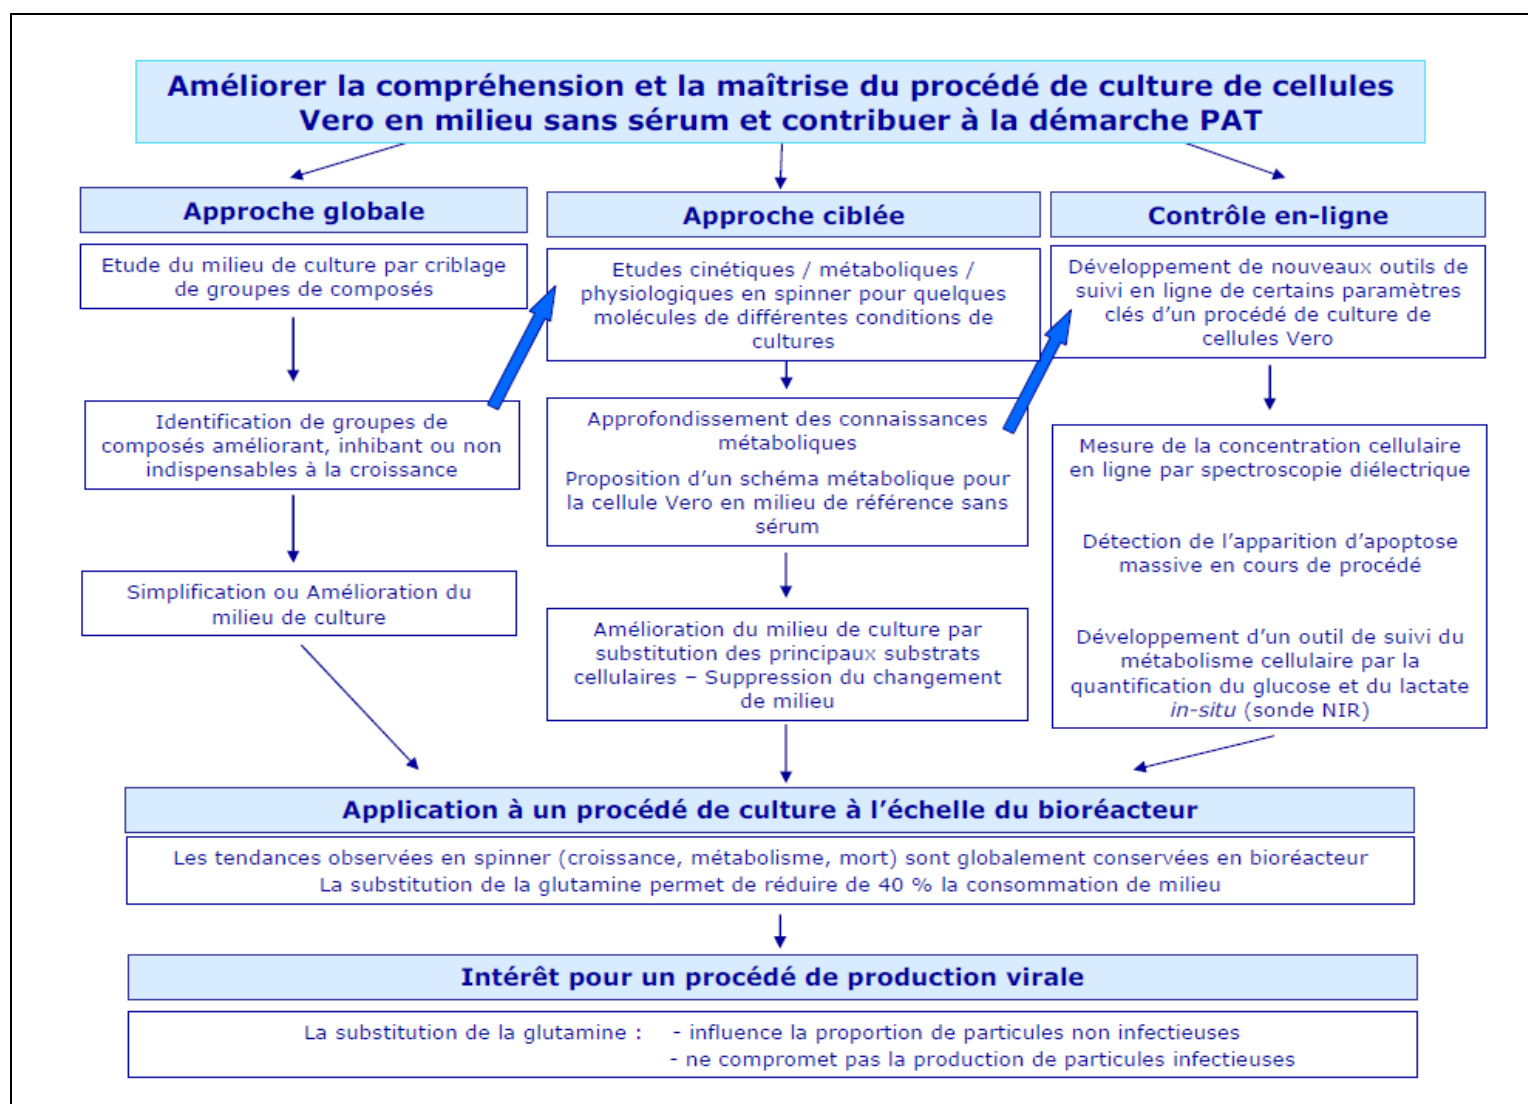 Améliorer la compréhension et la maîtrise du procédé de culture de cellules
Vero en milieu sans sérum et contribuer à la démarche PAT
Approche globale
Etude du milieu de culture par criblage
de groupes de composés
Identification de groupes de
composés améliorant, inhibant ou non
indispensables à la croissance
Simplification ou Amélioration du
milieu de culture
Approche ciblée
Etudes cinétiques / métaboliques /
physiologiques en spinner pour quelques
molécules de différentes conditions de
cultures
Approfondissement des connaissances
métaboliques
Proposition d’un schéma métabolique pour
la cellule Vero en milieu de référence sans
sérum
Amélioration du milieu de culture par
substitution des principaux substrats
cellulaires – Suppression du changement
de milieu
Contrôle en-ligne
Développement de nouveaux outils de
suivi en ligne de certains paramètres
clés d’un procédé de culture de
cellules Vero
Mesure de la concentration cellulaire
en ligne par spectroscopie diélectrique
Détection de l’apparition d’apoptose
massive en cours de procédé
Développement d’un outil de suivi du
métabolisme cellulaire par la
quantification du glucose et du lactate
in-situ (sonde NIR)
Application à un procédé de culture à l’échelle du bioréacteur
Les tendances observées en spinner (croissance, métabolisme, mort) sont globalement conservées en bioréacteur
La substitution de la glutamine permet de réduire de 40 % la consommation de milieu
Intérêt pour un procédé de production virale
La substitution de la glutamine : - influence la proportion de particules non infectieuses
- ne compromet pas la production de particules infectieuses